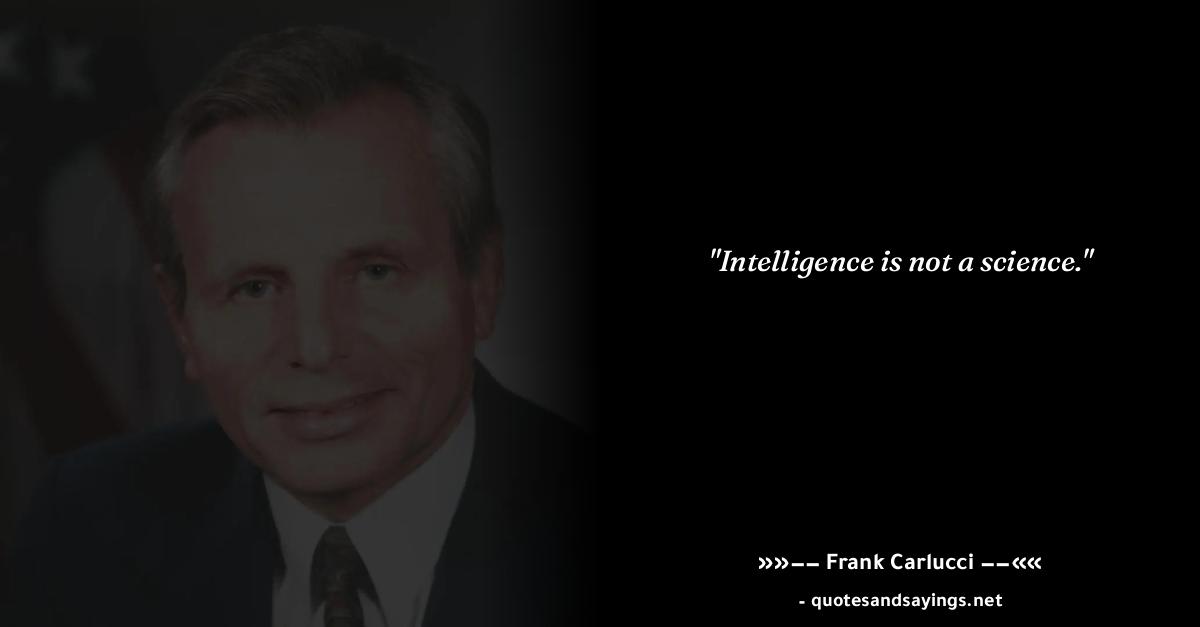 "Intelligence is not a science."
»»–– Frank Carlucci ––««
- quotesandsayings.net